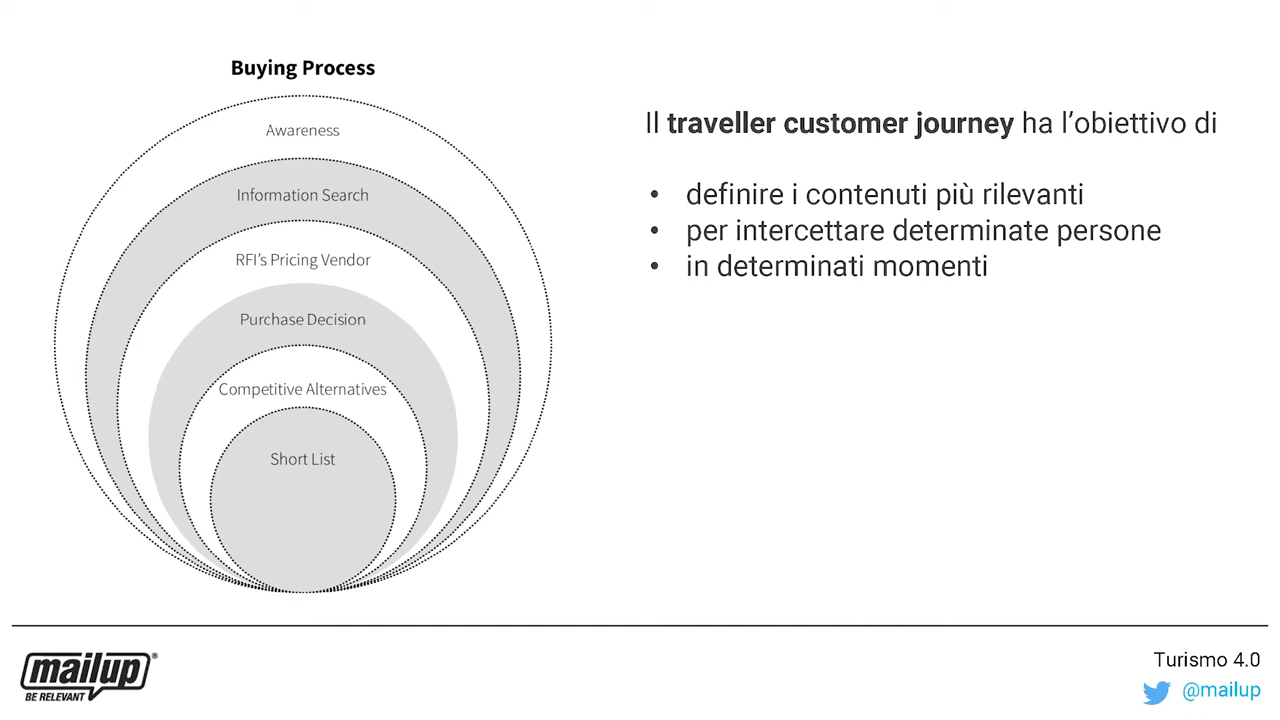 Buying Process
Awareness
Information Search
RFI's Pricing Vendor
Purchase Decision
Competitive Alternatives
Short List
Il traveller customer journey ha l'obiettivo di
• definire i contenuti più rilevanti
• per intercettare determinate persone
• in determinati momenti
mailup®
BE RELEVANT
Turismo 4.0
@mailup